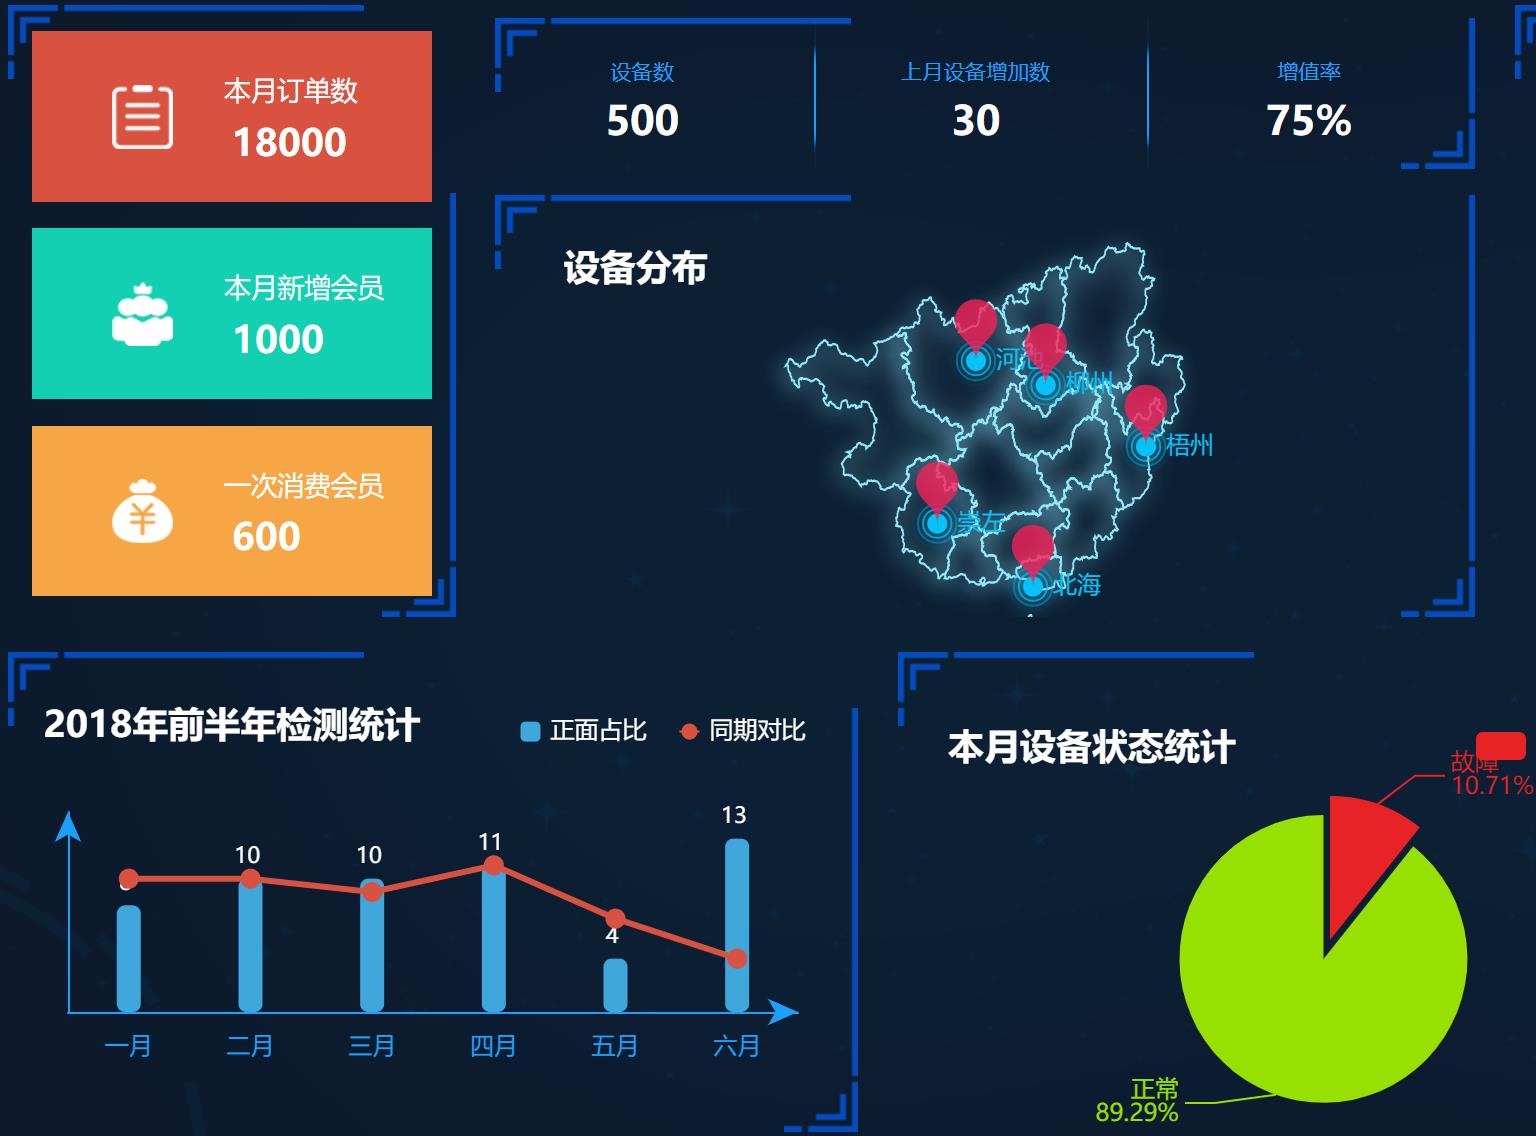 本月订单数
18000
本月新增会员
1000
一次消费会员
600
设备数
500
上月设备增加数
30
增值率
75%
设备分布
河池
柳州
梧州
崇左
北海
2018年前半年检测统计
正面占比
同期对比
10
10
11
4
13
一月
二月
三月
四月
五月
六月
本月设备状态统计
故障
10.71%
正常
89.29%